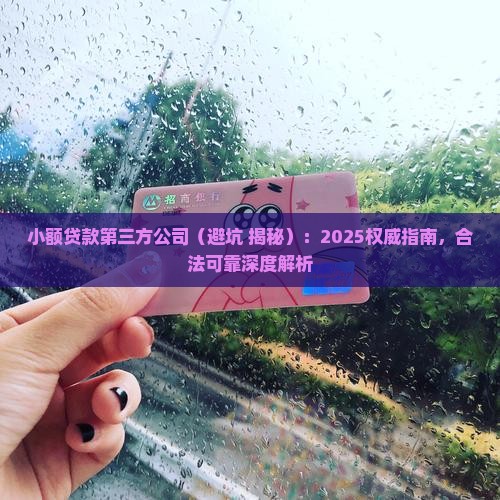 招商银行
小额贷款第三方公司（避坑 揭秘）：2025权威指南，合
法可靠深度解析